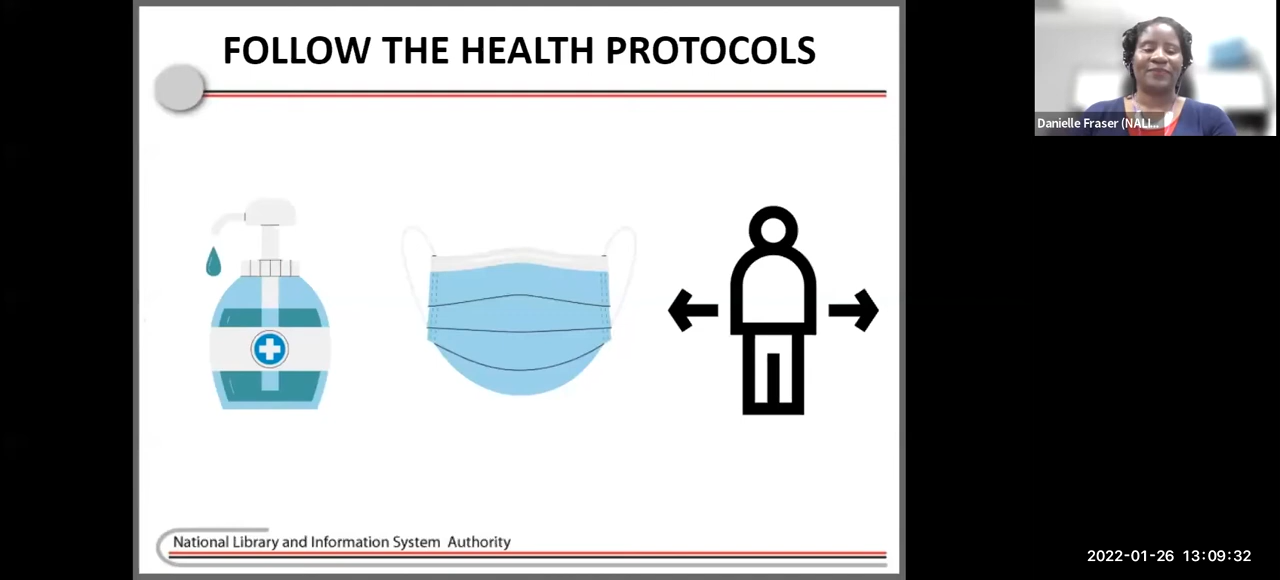 FOLLOW THE HEALTH PROTOCOLS
Danielle Fraser (NALI...
National Library and Information System Authority
2022-01-26 13:09:32